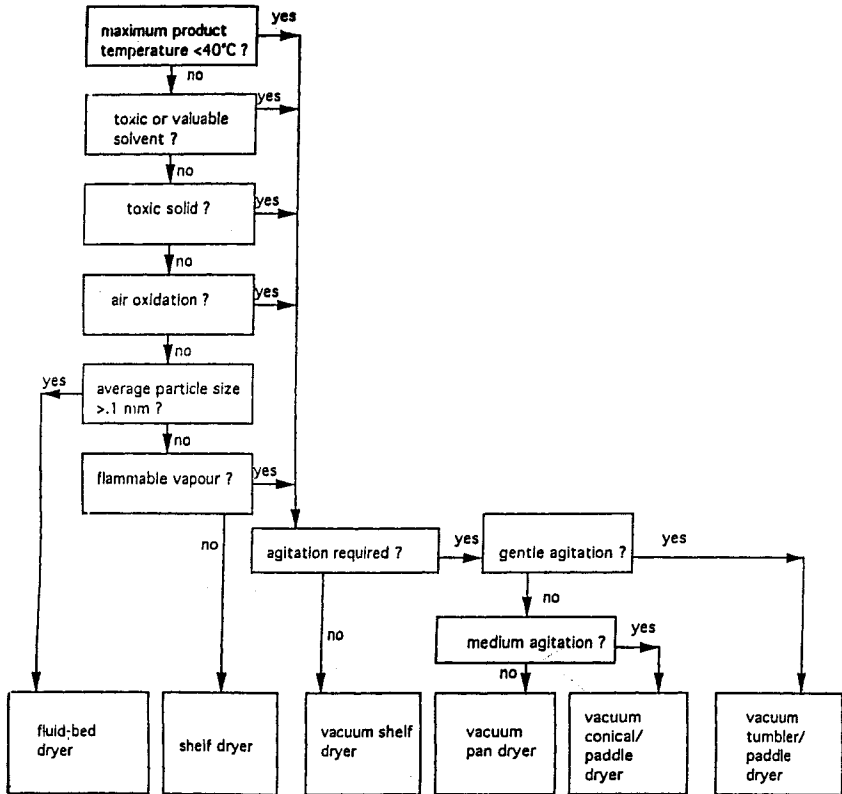 maximum product
temperature <40°C ?
yes
no
toxic or valuable
solvent ?
yes
no
toxic solid ?
yes
no
air oxidation ?
yes
no
yes
average particle size
>.1 mm ?
no
flammable vapour ?
yes
no
agitation required ?
yes
gentle agitation ?
yes
no
no
medium agitation ?
yes
no
fluid-bed
dryer
shelf dryer
vacuum shelf
dryer
vacuum
pan dryer
vacuum
conical/
paddle
dryer
vacuum
tumbler/
paddle
dryer